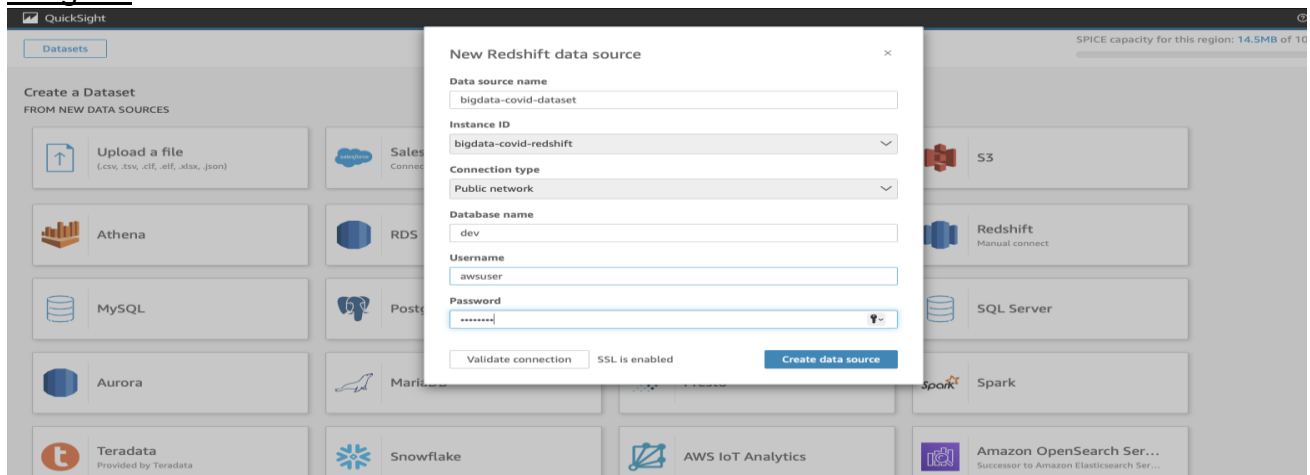 QuickSight
Datasets
SPICE capacity for this region: 14.5MB of 10
Create a Dataset
FROM NEW DATA SOURCES
Upload a file
(.csv, .tsv, .clf, .elf, .xlsx, .json)
Sales
Connec
S3
Athena
RDS
Redshift
Manual connect
MySQL
Postg
SQL Server
Aurora
MariaDB
Presto
Spark
Spark
Teradata
Provided by Teradata
Snowflake
AWS IoT Analytics
Amazon OpenSearch Ser...
Successor to Amazon Elasticsearch Ser...
New Redshift data source
×
Data source name
bigdata-covid-dataset
Instance ID
bigdata-covid-redshift
Connection type
Public network
Database name
dev
Username
awsuser
Password
••••••••
Validate connection
SSL is enabled
Create data source